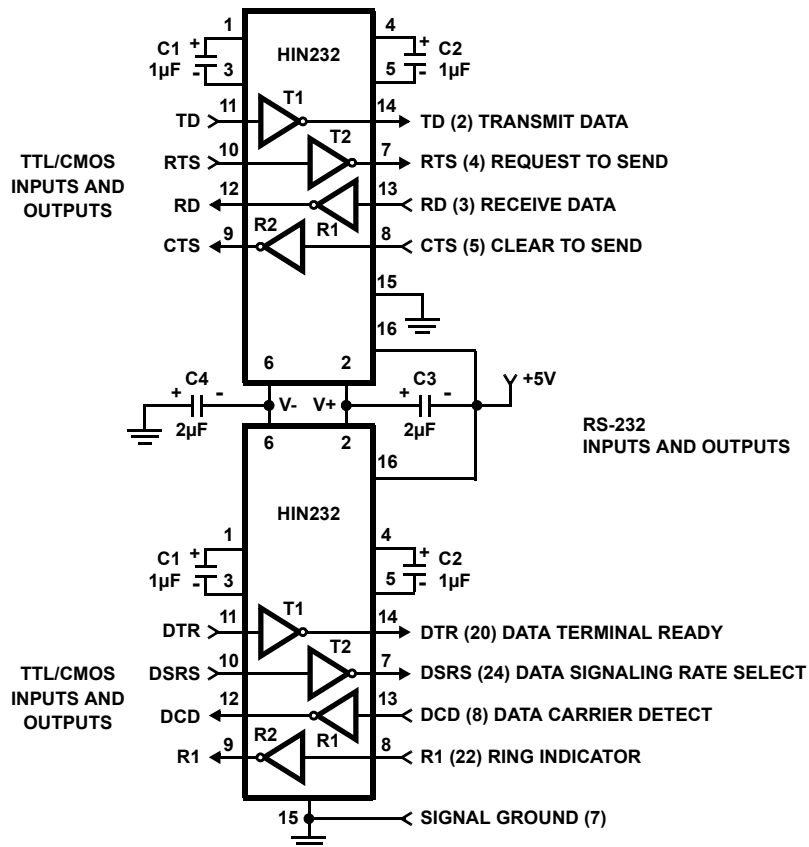 1
4
C1 +
1µF -
3
HIN232
+ C2
- 1µF
5
T1
TD
11
14
TD (2) TRANSMIT DATA
T2
RTS
10
7
RTS (4) REQUEST TO SEND
TTL/CMOS
INPUTS AND
OUTPUTS
RD
12
13
RD (3) RECEIVE DATA
R2
R1
CTS
9
8
CTS (5) CLEAR TO SEND
15
16
6
2
+5V
C4
+ -
2µF
V-
V+
C3
+ -
2µF
RS-232
INPUTS AND OUTPUTS
6
2
16
HIN232
1
4
C1 +
1µF -
3
+ C2
- 1µF
5
T1
DTR
11
14
DTR (20) DATA TERMINAL READY
T2
DSRS
10
7
DSRS (24) DATA SIGNALING RATE SELECT
TTL/CMOS
INPUTS AND
OUTPUTS
DCD
12
13
DCD (8) DATA CARRIER DETECT
R2
R1
R1
9
8
R1 (22) RING INDICATOR
15
SIGNAL GROUND (7)